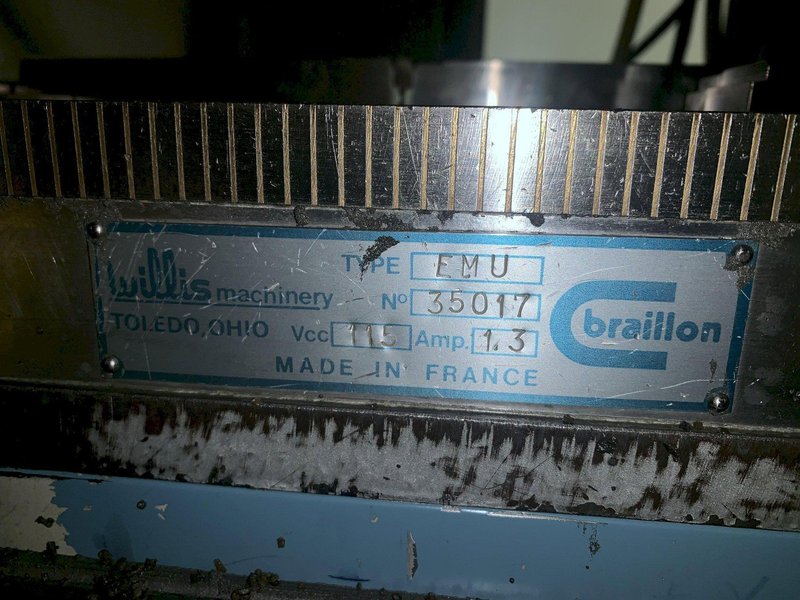 TYPE EMU
willis machinery Nº 35017
braillon
TOLEDO, OHIO Vcc 115 Amp. 1.3
MADE IN FRANCE